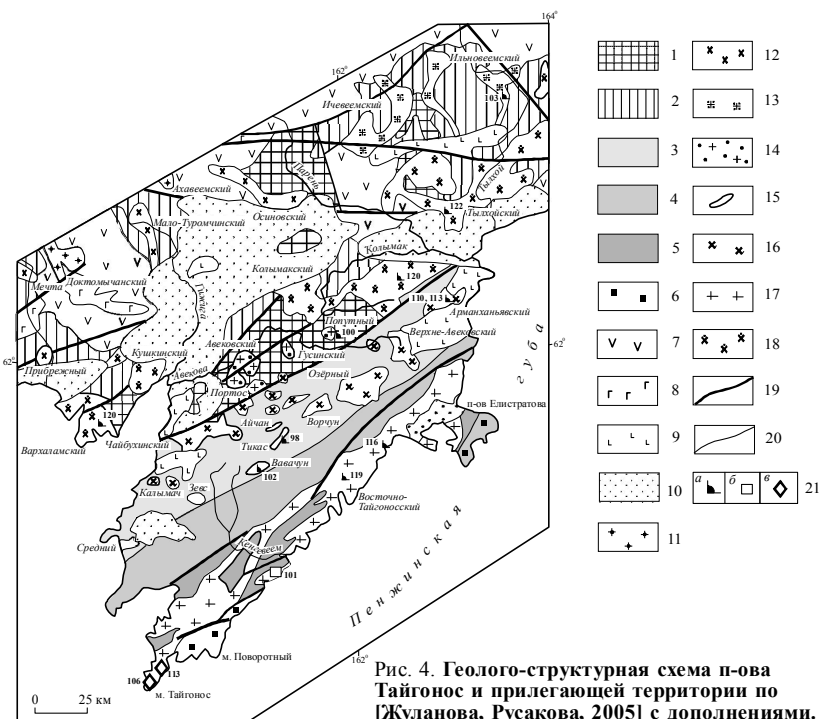 164°
162°
Ильновеемский
Ичевеемский
103
Парень
Тылхой
Ахавеемский
Осиновский
122
Тылхойский
Мало-Туромчинский
Колымак
Колымакский
120
Мечта
Доктомычанский
Гижига
110, 113
Арманханьявский
Попутный
100
Верхне-Авековский
Авековский
Гусинский
62°
62°
Кушкинский
Прибрежный
Авекова
Озёрный
губа
Портос
п-ов Елистратова
120
Айчан
Ворчун
Чайбухинский
Тикас
98
116
Вархаламский
Вавачун
102
119
Калымач
Зевс
Восточно-
Тайгоносский
Средний
Кенгевеем
101
Пенжинская
м. Поворотный
162°
113
106
м. Тайгонос
0 25 км
1 12
2 13
3 14
4 15
5 16
6 17
7 18
8 19
9 20
10 а б в 21
11
Рис. 4. Геолого-структурная схема п-ова
Тайгонос и прилегающей территории по
[Жуланова, Русакова, 2005] с дополнениями.